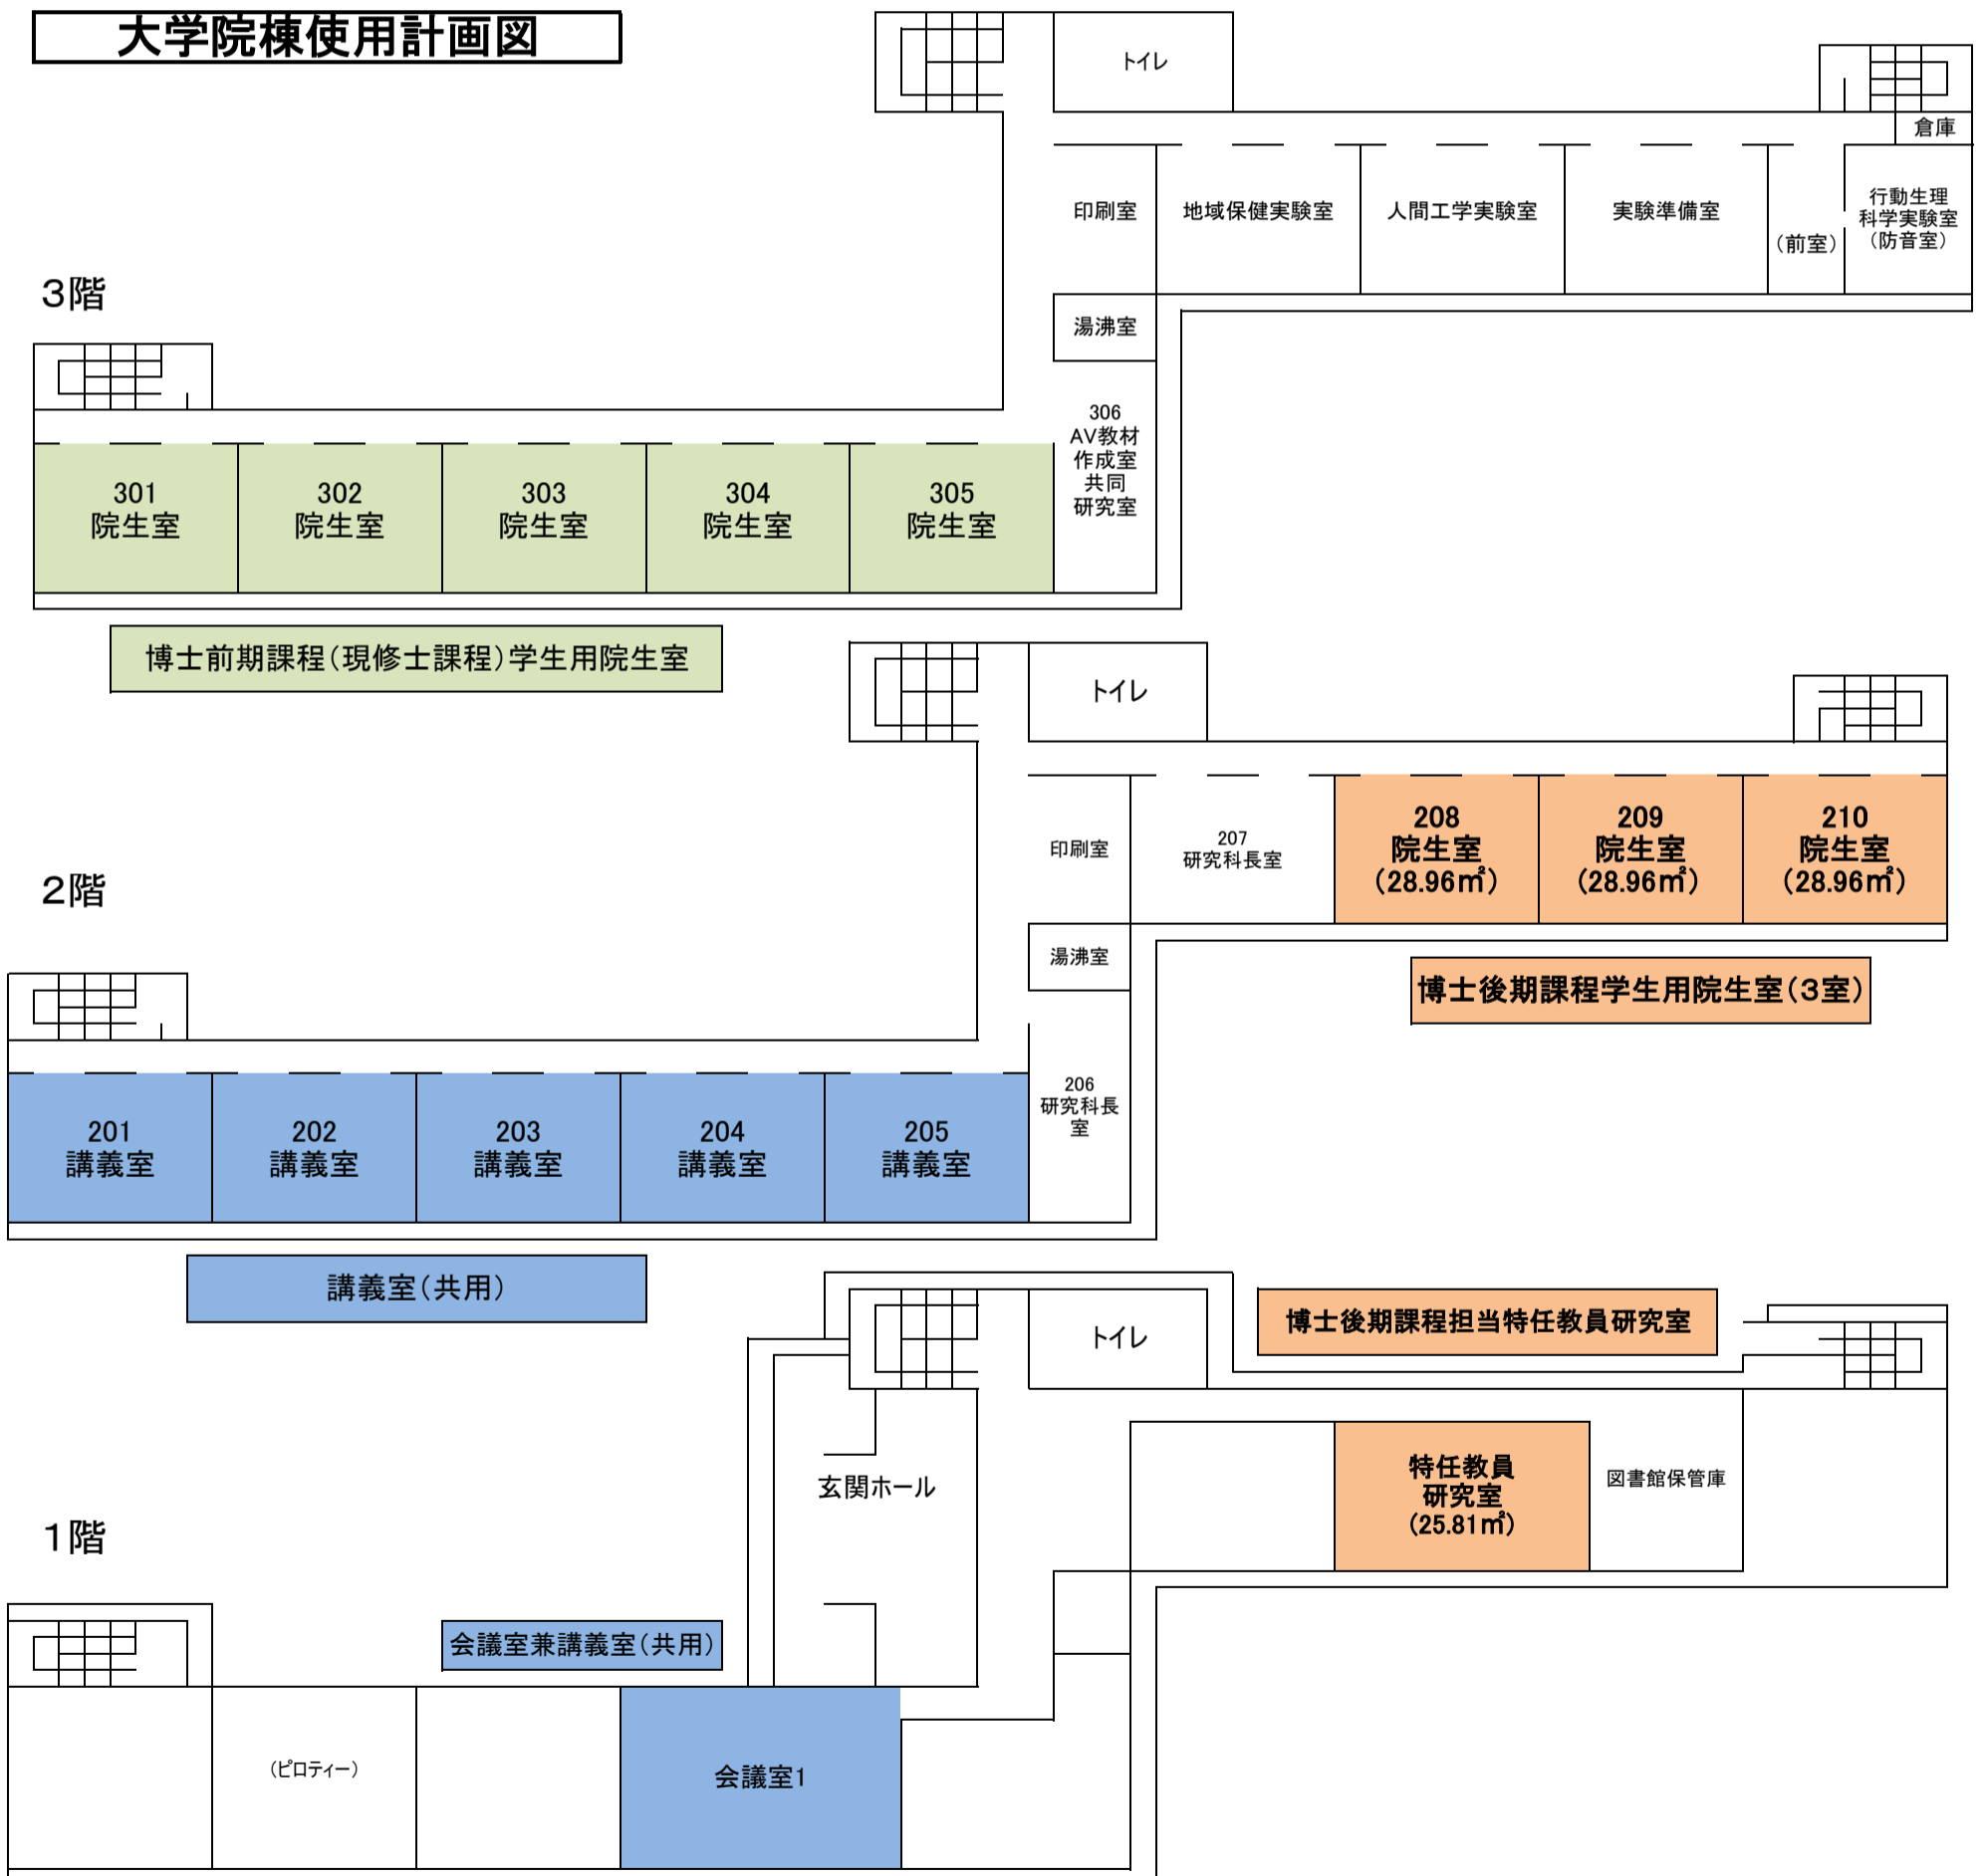 大学院棟使用計画図
トイレ
倉庫
印刷室
地域保健実験室
人間工学実験室
実験準備室
(前室)
行動生理
科学実験室
(防音室)
3階
湯沸室
306
AV教材
作成室
共同
研究室
301
院生室
302
院生室
303
院生室
304
院生室
305
院生室
博士前期課程(現修士課程)学生用院生室
トイレ
2階
印刷室
207
研究科長室
208
院生室
(28.96㎡)
209
院生室
(28.96㎡)
210
院生室
(28.96㎡)
湯沸室
博士後期課程学生用院生室(3室)
206
研究科長
室
201
講義室
202
講義室
203
講義室
204
講義室
205
講義室
講義室(共用)
トイレ
博士後期課程担当特任教員研究室
1階
玄関ホール
特任教員
研究室
(25.81㎡)
図書館保管庫
会議室兼講義室(共用)
(ピロティー)
会議室1